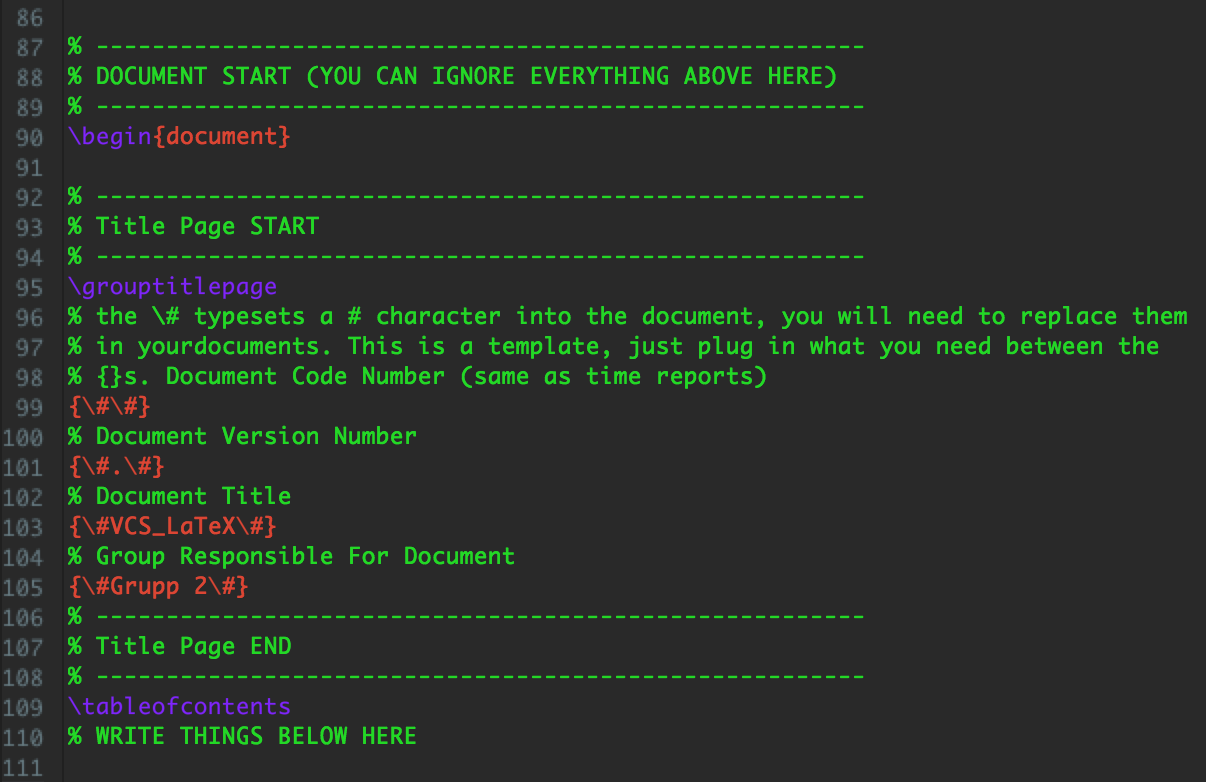 86
87 % -------------------------------------------------------
88 % DOCUMENT START (YOU CAN IGNORE EVERYTHING ABOVE HERE)
89 % -------------------------------------------------------
90 \begin{document}
91
92 % -------------------------------------------------------
93 % Title Page START
94 % -------------------------------------------------------
95 \grouptitlepage
96 % the \# typesets a # character into the document, you will need to replace them
97 % in yourdocuments. This is a template, just plug in what you need between the
98 % {}s. Document Code Number (same as time reports)
99 {\#\#}
100 % Document Version Number
101 {\#.\#}
102 % Document Title
103 {\#VCS_LaTeX\#}
104 % Group Responsible For Document
105 {\#Grupp 2\#}
106 % -------------------------------------------------------
107 % Title Page END
108 % -------------------------------------------------------
109 \tableofcontents
110 % WRITE THINGS BELOW HERE
111